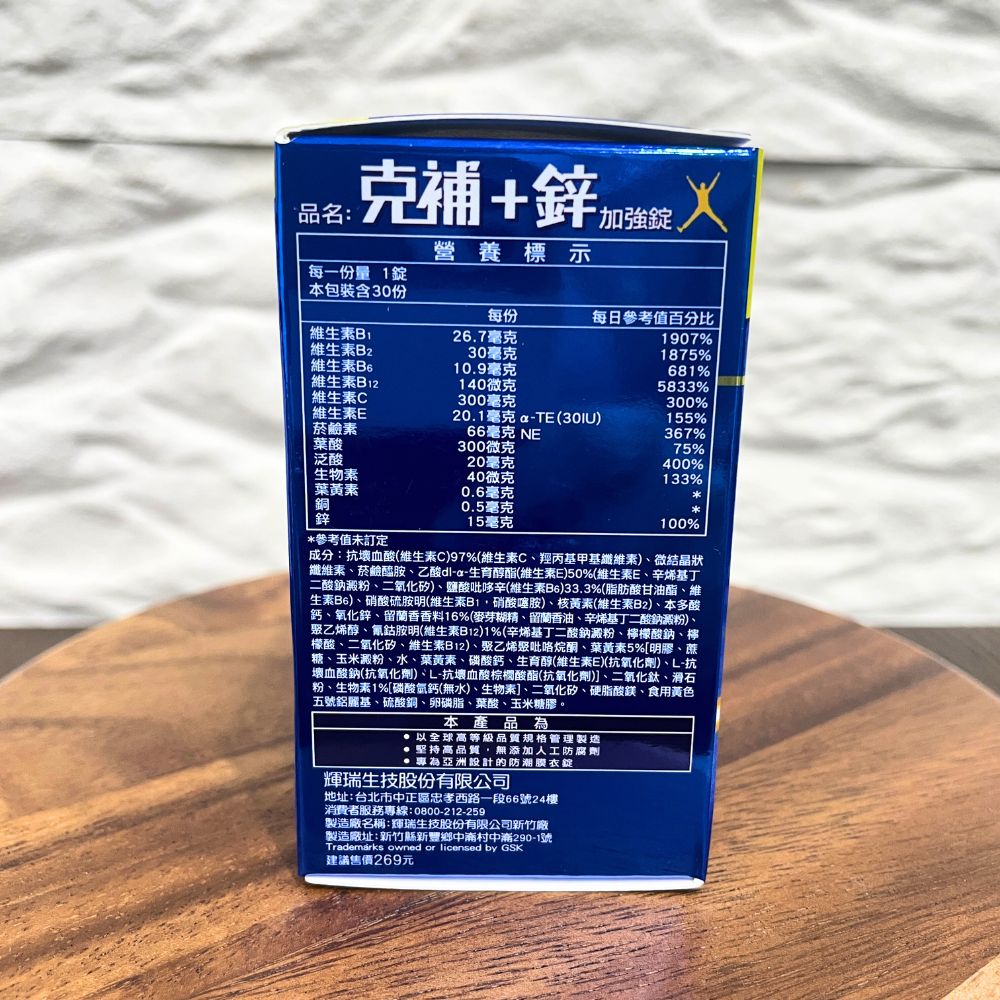 品名: 克補+鋅 加強錠
營養標示
每一份量 1錠
本包裝含30份
每份 每日參考值百分比
維生素B1 26.7毫克 1907%
維生素B2 30毫克 1875%
維生素B6 10.9毫克 681%
維生素B12 140微克 5833%
維生素C 300毫克 300%
維生素E 20.1毫克 α-TE(30IU) 155%
菸鹼素 66毫克 NE 367%
葉酸 300微克 75%
泛酸 20毫克 400%
生物素 40微克 133%
葉黃素 0.6毫克 *
銅 0.5毫克 *
鋅 15毫克 100%
*參考值未訂定
成分：抗壞血酸(維生素C)97%(維生素C、羥丙基甲基纖維素)、微結晶狀
纖維素、菸鹼醯胺、乙酸dl-α-生育醇酯(維生素E)50%(維生素E、辛烯基丁
二酸鈉澱粉、二氧化矽)、鹽酸吡哆辛(維生素B6)33.3%(脂肪酸甘油酯、維
生素B6)、硝酸硫胺明(維生素B1，硝酸噻胺)、核黃素(維生素B2)、本多酸
鈣、氧化鋅、留蘭香香料16%(麥芽糊精、留蘭香油、辛烯基丁二酸鈉澱粉)、
聚乙烯醇、氰鈷胺明(維生素B12)1%(辛烯基丁二酸鈉澱粉、檸檬酸鈉、檸
檬酸、二氧化矽、維生素B12)、聚乙烯聚吡咯烷酮、葉黃素5%[明膠、蔗
糖、玉米澱粉、水、葉黃素、磷酸鈣、生育醇(維生素E)(抗氧化劑)、L-抗
壞血酸鈉(抗氧化劑)、L-抗壞血酸棕櫚酸酯(抗氧化劑)]、二氧化鈦、滑石
粉、生物素1%[磷酸氫鈣(無水)、生物素]、二氧化矽、硬脂酸鎂、食用黃色
五號鋁麗基、硫酸銅、卵磷脂、葉酸、玉米糖膠。
本產品為
•以全球高等級品質規格管理製造
•堅持高品質，無添加人工防腐劑
•專為亞洲設計的防潮膜衣錠
輝瑞生技股份有限公司
地址:台北市中正區忠孝西路一段66號24樓
消費者服務專線:0800-212-259
製造廠名稱:輝瑞生技股份有限公司新竹廠
製造廠址:新竹縣新豐鄉中崙村中崙290-1號
Trademarks owned or licensed by GSK
建議售價269元